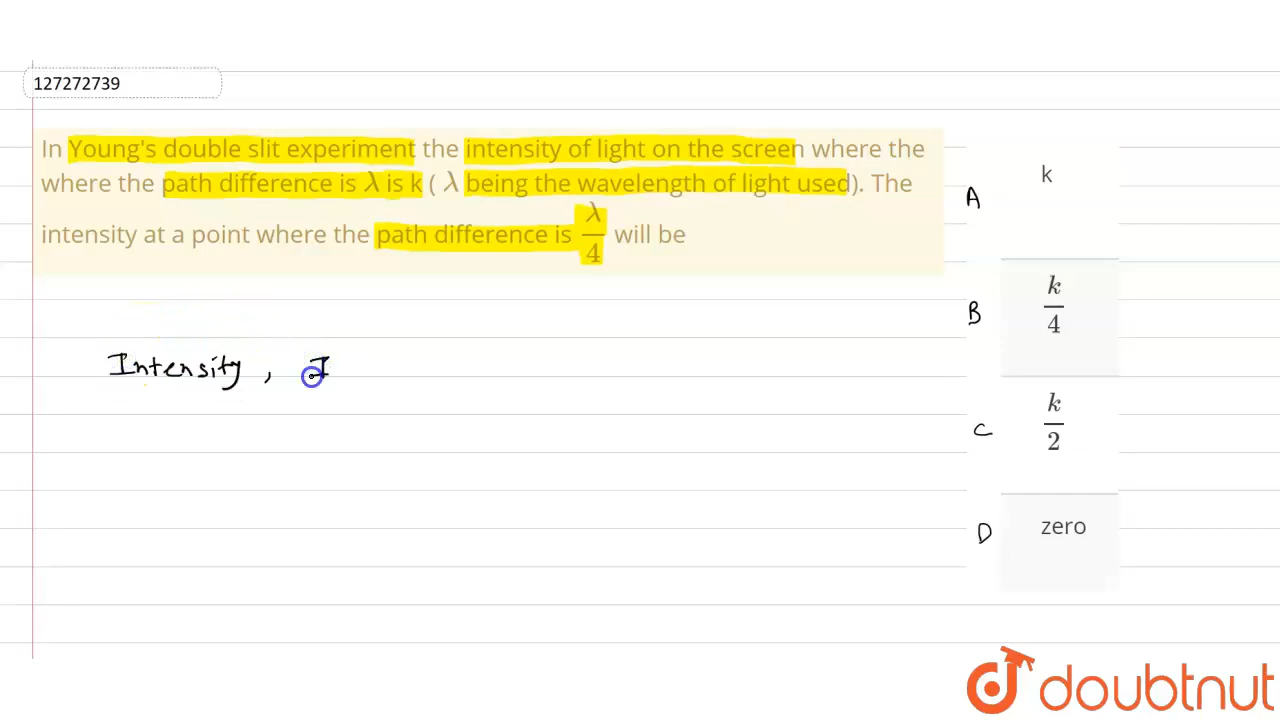 127272739
In Young's double slit experiment the intensity of light on the screen where the
where the path difference is λ is k ( λ being the wavelength of light used). The
intensity at a point where the path difference is λ/4 will be
Intensity , I
A k
B k/4
C k/2
D zero
doubtnut